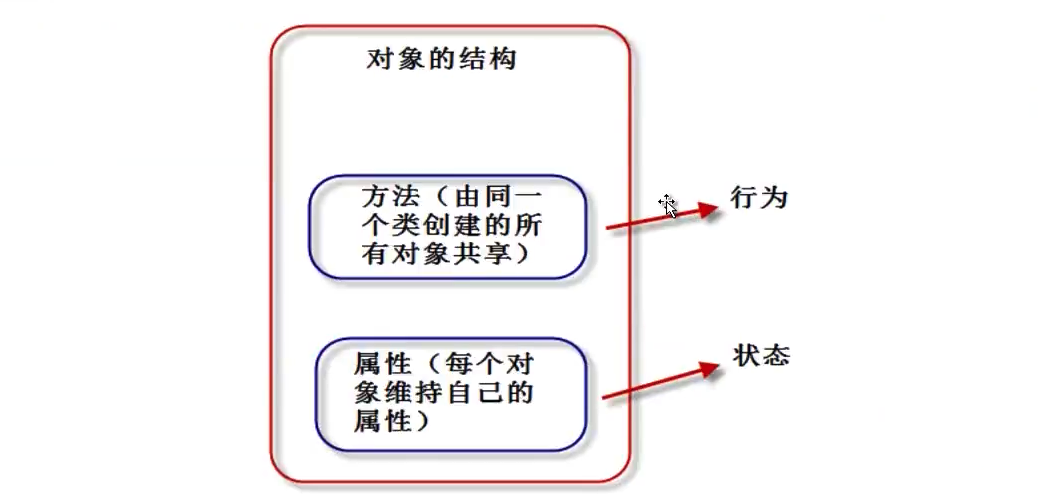 对象的结构
方法（由同一
个类创建的所
有对象共享）
行为
属性（每个对
象维持自己的
属性）
状态